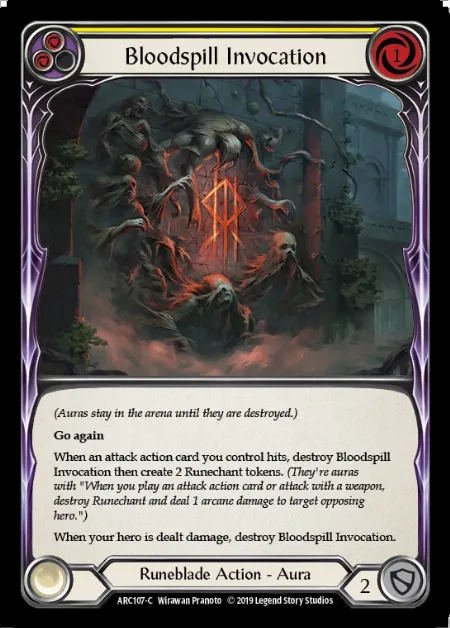 Bloodspill Invocation
1
(Auras stay in the arena until they are destroyed.)
Go again
When an attack action card you control hits, destroy Bloodspill
Invocation then create 2 Runechant tokens. (They're auras
with "When you play an attack action card or attack with a weapon,
destroy Runechant and deal 1 arcane damage to target opposing
hero.")
When your hero is dealt damage, destroy Bloodspill Invocation.
Runeblade Action - Aura
2
ARC107-C Wirawan Pranoto © 2019 Legend Story Studios